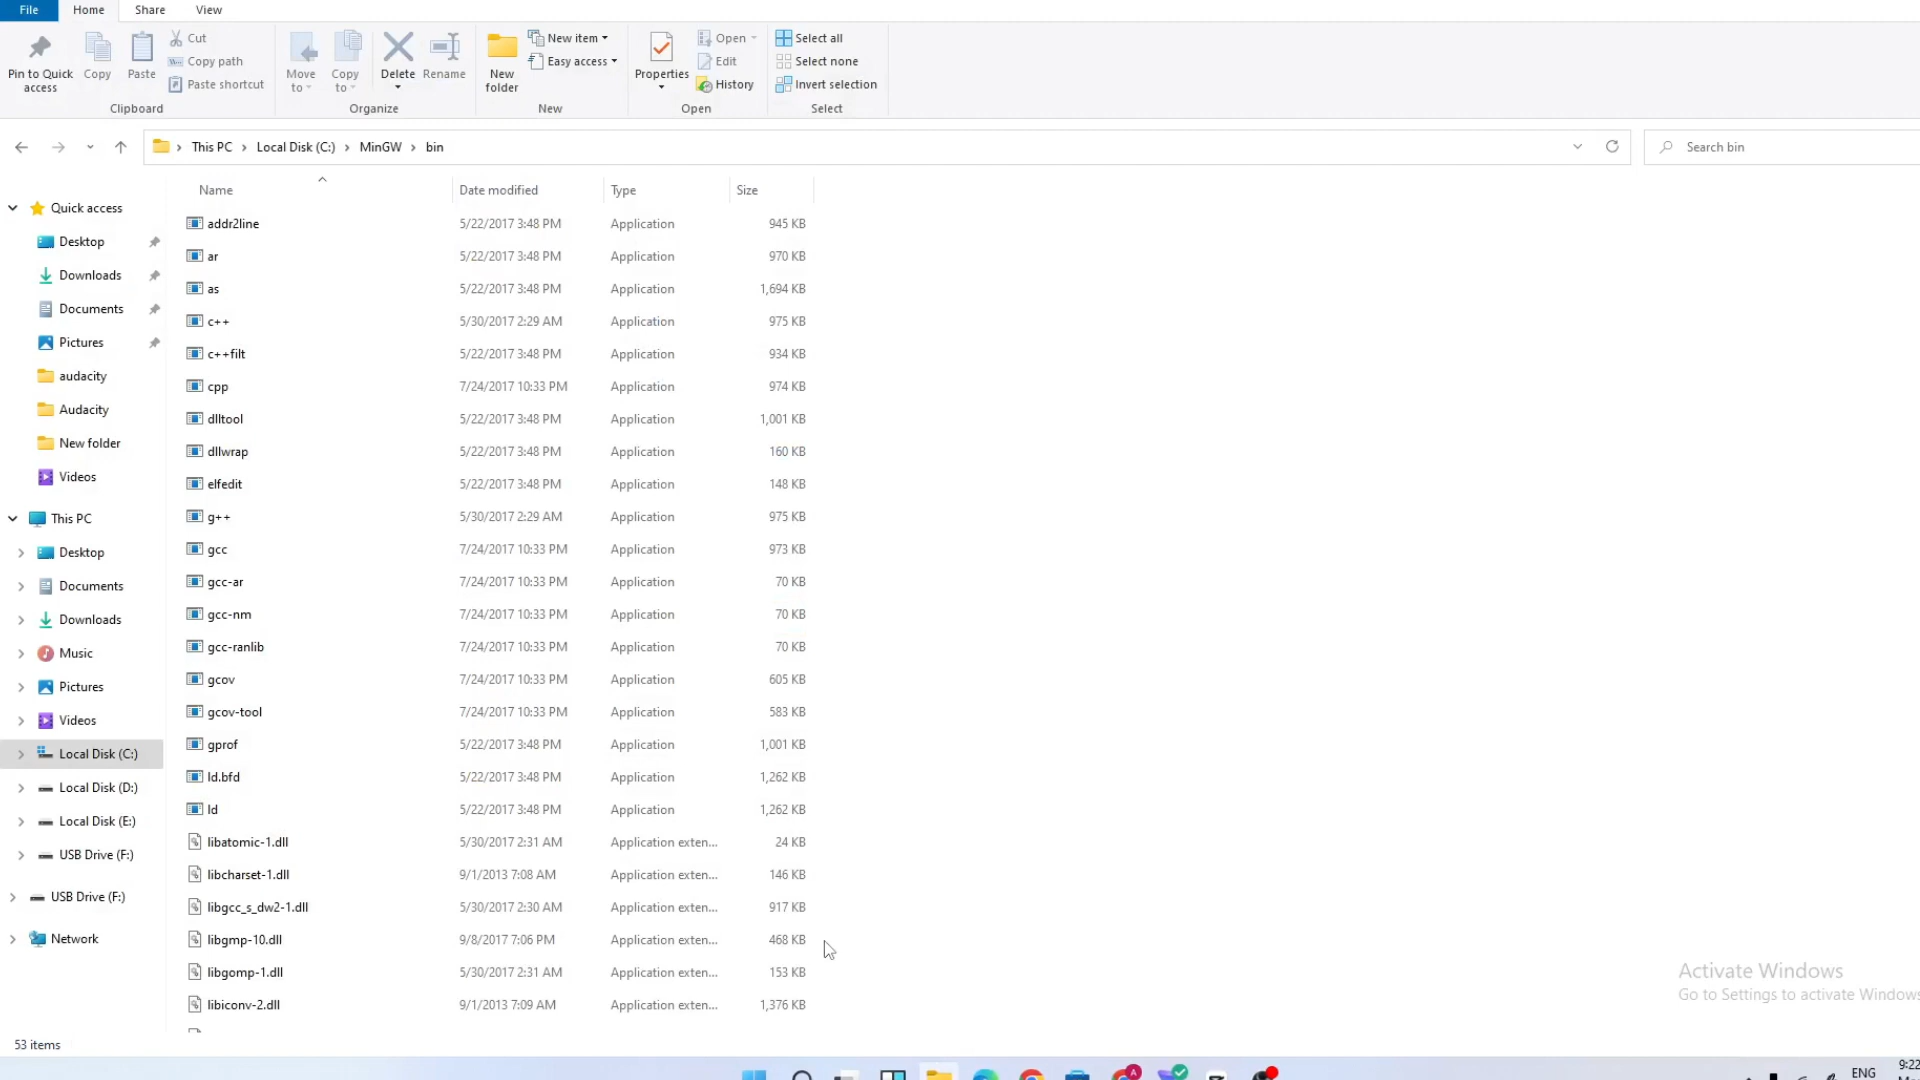 File Home Share View
Pin to Quick access
Copy
Paste
Cut
Copy path
Paste shortcut
Clipboard
Move to
Copy to
Delete
Rename
Organize
New folder
New item
Easy access
New
Properties
Open
Edit
History
Open
Select all
Select none
Invert selection
Select
This PC Local Disk (C:) MinGW bin
Search bin
Quick access
Desktop
Downloads
Documents
Pictures
audacity
Audacity
New folder
Videos
This PC
Desktop
Documents
Downloads
Music
Pictures
Videos
Local Disk (C:)
Local Disk (D:)
Local Disk (E:)
USB Drive (F:)
USB Drive (F:)
Network
Name Date modified Type Size
addr2line 5/22/2017 3:48 PM Application 945 KB
ar 5/22/2017 3:48 PM Application 970 KB
as 5/22/2017 3:48 PM Application 1,694 KB
c++ 5/30/2017 2:29 AM Application 975 KB
c++filt 5/22/2017 3:48 PM Application 934 KB
cpp 7/24/2017 10:33 PM Application 974 KB
dlltool 5/22/2017 3:48 PM Application 1,001 KB
dllwrap 5/22/2017 3:48 PM Application 160 KB
elfedit 5/22/2017 3:48 PM Application 148 KB
g++ 5/30/2017 2:29 AM Application 975 KB
gcc 7/24/2017 10:33 PM Application 973 KB
gcc-ar 7/24/2017 10:33 PM Application 70 KB
gcc-nm 7/24/2017 10:33 PM Application 70 KB
gcc-ranlib 7/24/2017 10:33 PM Application 70 KB
gcov 7/24/2017 10:33 PM Application 605 KB
gcov-tool 7/24/2017 10:33 PM Application 583 KB
gprof 5/22/2017 3:48 PM Application 1,001 KB
ld.bfd 5/22/2017 3:48 PM Application 1,262 KB
ld 5/22/2017 3:48 PM Application 1,262 KB
libatomic-1.dll 5/30/2017 2:31 AM Application exten... 24 KB
libcharset-1.dll 9/1/2013 7:08 AM Application exten... 146 KB
libgcc_s_dw2-1.dll 5/30/2017 2:30 AM Application exten... 917 KB
libgmp-10.dll 9/8/2017 7:06 PM Application exten... 468 KB
libgomp-1.dll 5/30/2017 2:31 AM Application exten... 153 KB
libiconv-2.dll 9/1/2013 7:09 AM Application exten... 1,376 KB
Activate Windows
Go to Settings to activate Windows
53 items
A
ENG
9:22